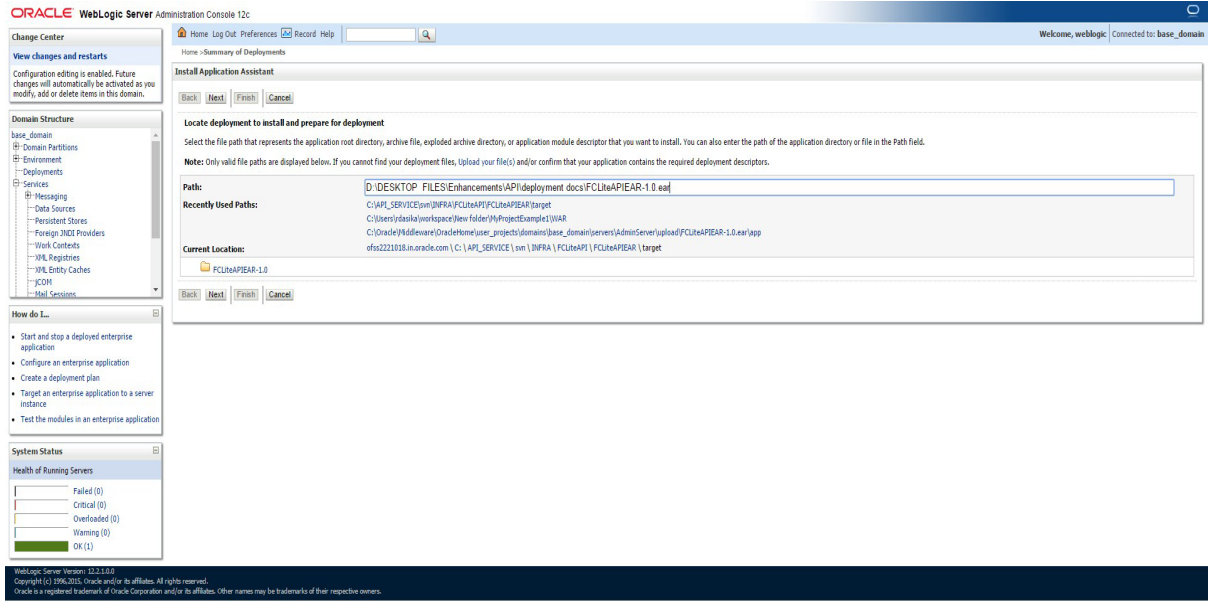 ORACLE WebLogic Server Administration Console 12c
Change Center
View changes and restarts
Configuration editing is enabled. Future
changes will automatically be activated as you
modify, add or delete items in this domain.
Domain Structure
base_domain
Domain Partitions
Environment
Deployments
Services
Messaging
Data Sources
Persistent Stores
Foreign JNDI Providers
Work Contexts
XML Registries
XML Entity Caches
jCOM
Mail Sessions
How do I...
Start and stop a deployed enterprise
application
Configure an enterprise application
Create a deployment plan
Target an enterprise application to a server
instance
Test the modules in an enterprise application
System Status
Health of Running Servers
Failed (0)
Critical (0)
Overloaded (0)
Warning (0)
OK (1)
Home Log Out Preferences Record Help
Welcome, weblogic Connected to: base_domain
Home >Summary of Deployments
Install Application Assistant
Back Next Finish Cancel
Locate deployment to install and prepare for deployment
Select the file path that represents the application root directory, archive file, exploded archive directory, or application module descriptor that you want to install. You can also enter the path of the application directory or file in the Path field.
Note: Only valid file paths are displayed below. If you cannot find your deployment files, Upload your file(s) and/or confirm that your application contains the required deployment descriptors.
Path: D:\DESKTOP FILES\Enhancements\API\deployment docs\FCLiteAPIEAR-1.0.ear
Recently Used Paths: C:\API_SERVICE\svn\INFRA\FCLiteAPI\FCLiteAPIEAR\target
C:\Users\rdasika\workspace\New folder\MyProjectExample1\WAR
C:\Oracle\Middleware\OracleHome\user_projects\domains\base_domain\servers\AdminServer\upload\FCLiteAPIEAR-1.0.ear\app
Current Location: ofss2221018.in.oracle.com \ C: \ API_SERVICE \ svn \ INFRA \ FCLiteAPI \ FCLiteAPIEAR \ target
FCLiteAPIEAR-1.0
Back Next Finish Cancel
WebLogic Server Version: 12.2.1.0.0
Copyright (c) 1996,2015, Oracle and/or its affiliates. All rights reserved.
Oracle is a registered trademark of Oracle Corporation and/or its affiliates. Other names may be trademarks of their respective owners.